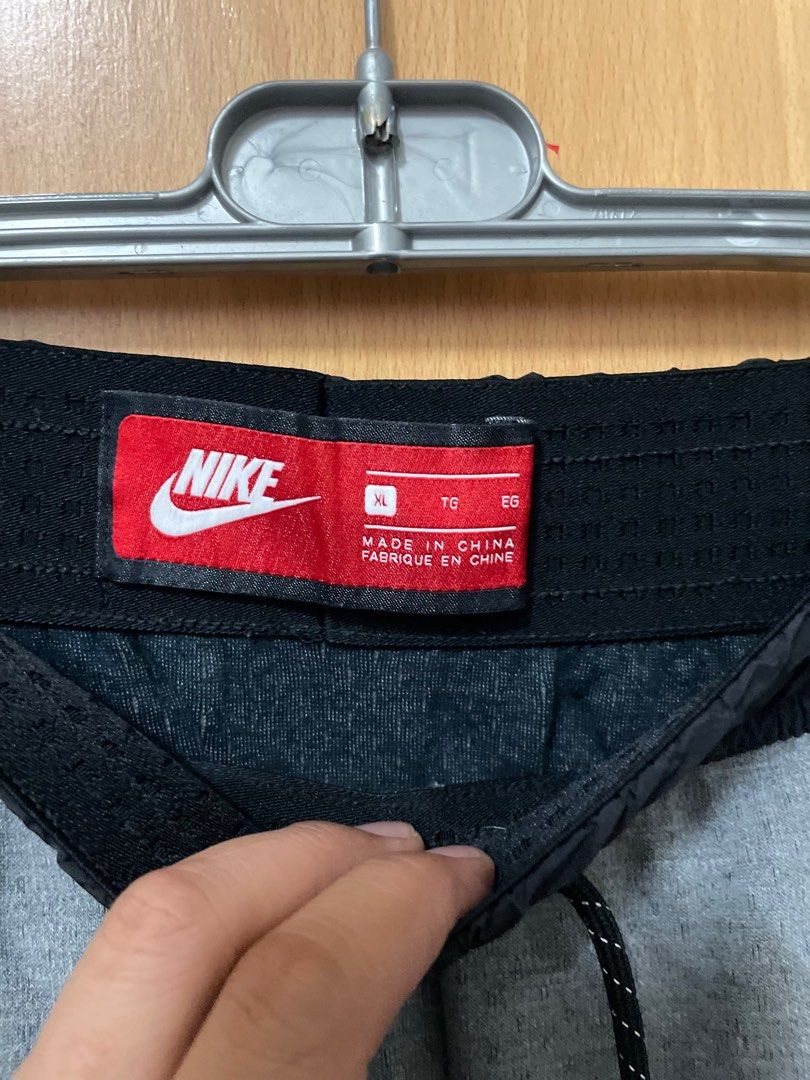 NIKE
XL TG EG
MADE IN CHINA
FABRIQUE EN CHINE